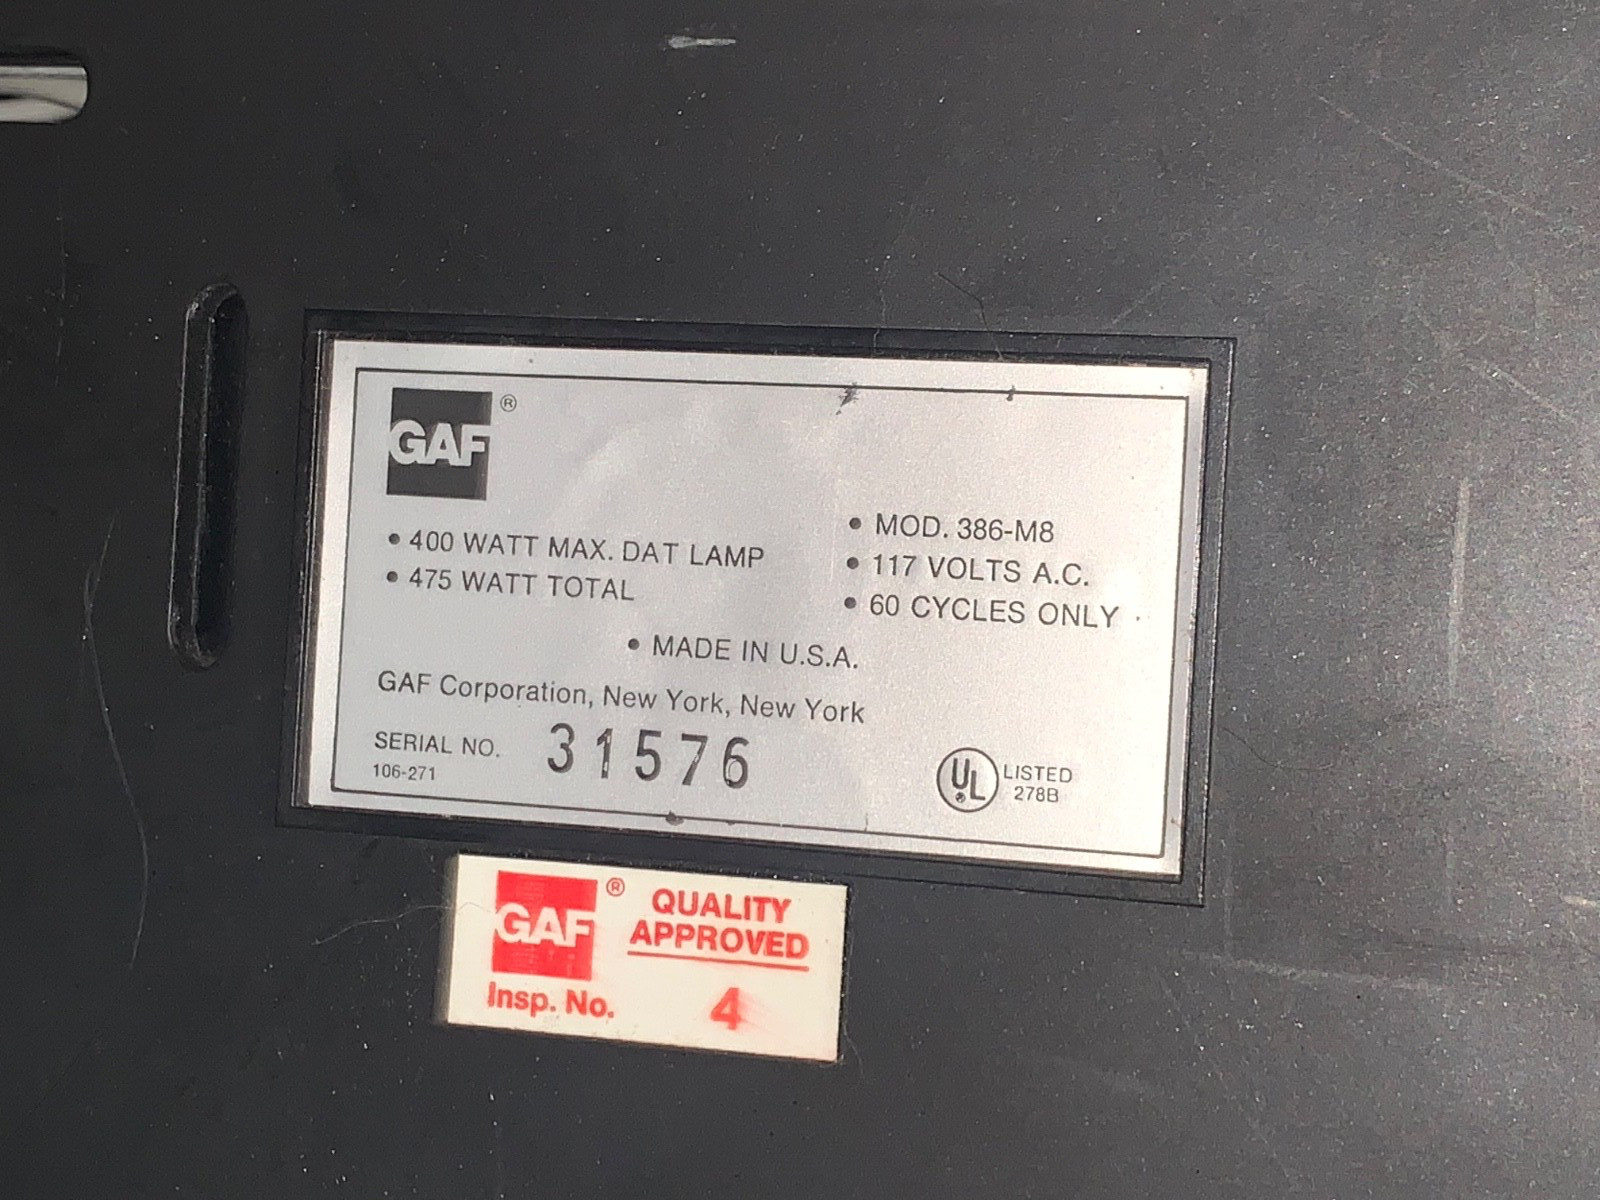 GAF®
• 400 WATT MAX. DAT LAMP
• 475 WATT TOTAL
• MOD. 386-M8
• 117 VOLTS A.C.
• 60 CYCLES ONLY
• MADE IN U.S.A.
GAF Corporation, New York, New York
SERIAL NO. 31576
106-271
UL® LISTED
278B
GAF® QUALITY
APPROVED
Insp. No. 4